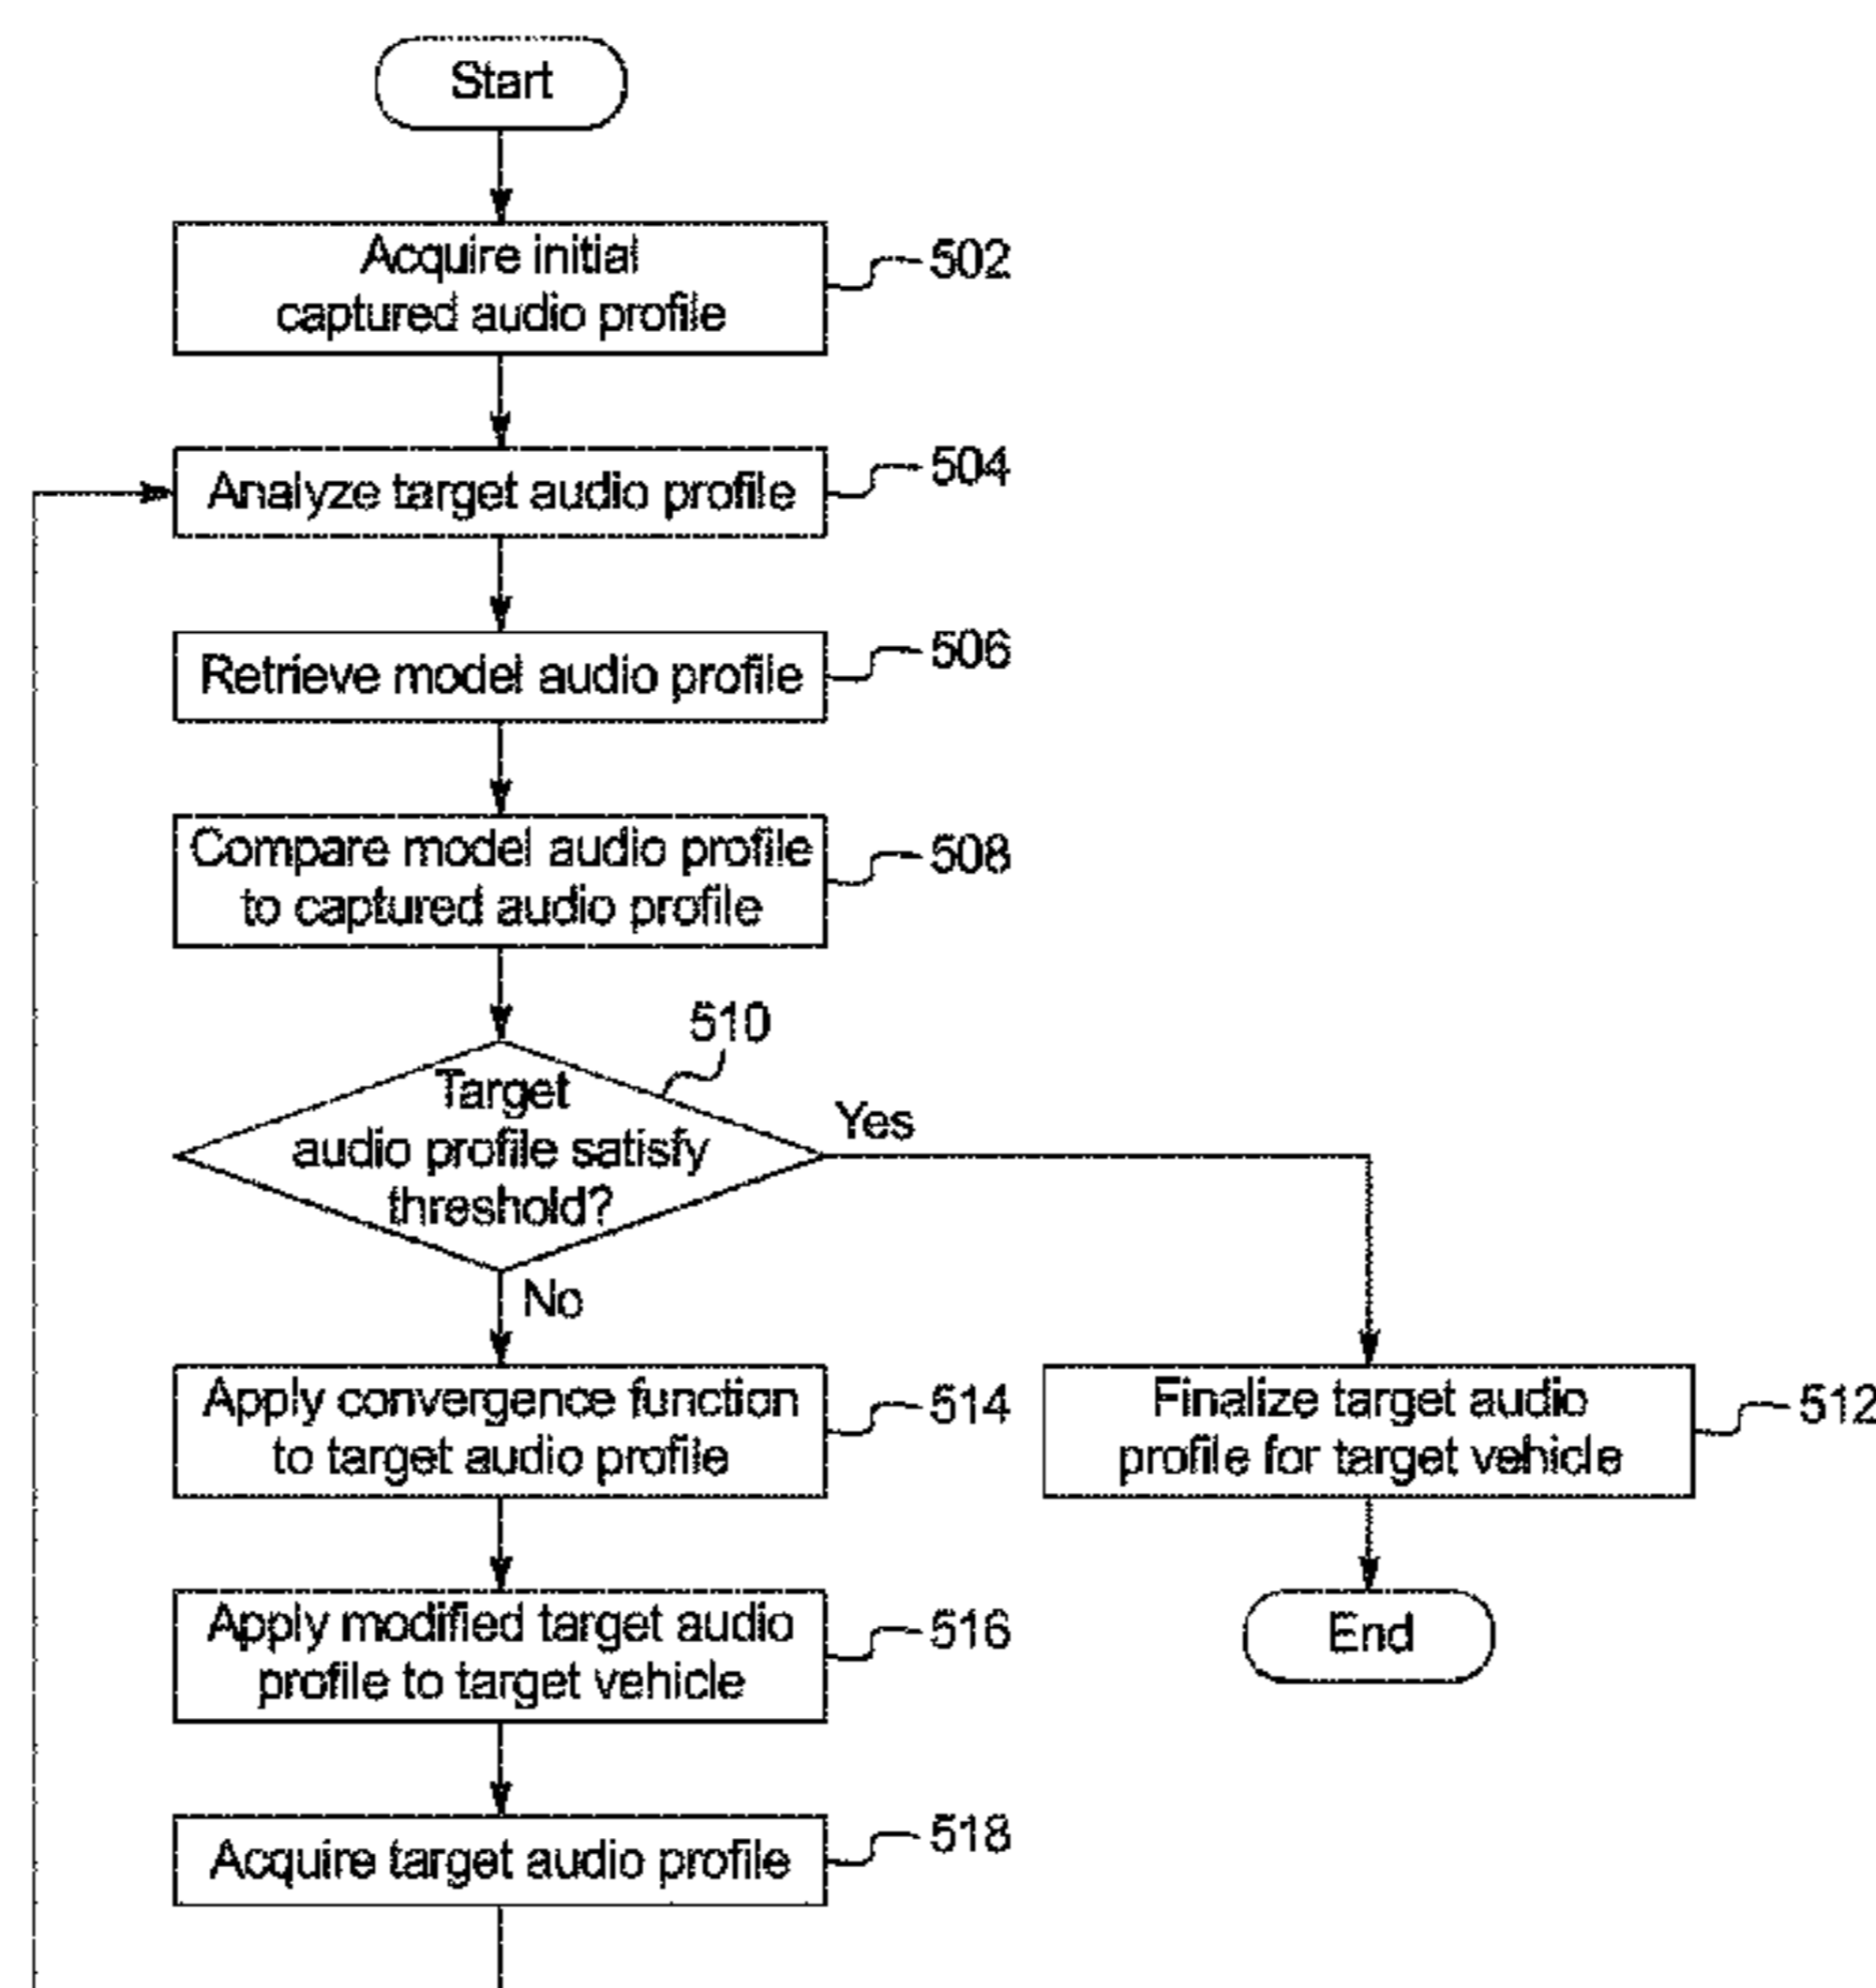 Start
Acquire initial
captured audio profile
502
Analyze target audio profile
504
Retrieve model audio profile
506
Compare model audio profile
to captured audio profile
508
510
Target
audio profile satisfy
threshold?
Yes
No
Apply convergence function
to target audio profile
514
Finalize target audio
profile for target vehicle
512
Apply modified target audio
profile to target vehicle
516
End
Acquire target audio profile
518